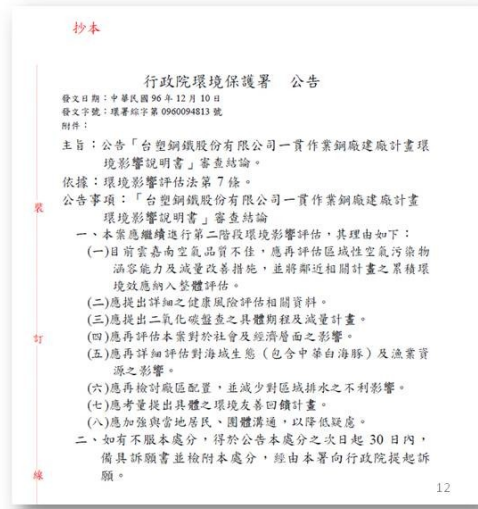 抄本
行政院環境保護署 公告
發文日期：中華民國96年12月10日
發文字號：環署綜字第0960094813號
附件：
主旨：公告「台塑鋼鐵股份有限公司一貫作業鋼廠建廠計畫環
境影響說明書」審查結論。
依據：環境影響評估法第7條。
公告事項：「台塑鋼鐵股份有限公司一貫作業鋼廠建廠計畫
環境影響說明書」審查結論
一、本案應繼續進行第二階段環境影響評估，其理由如下：
(一)目前雲嘉南空氣品質不佳，應再評估區域性空氣污染物
涵容能力及減量改善措施，並將鄰近相關計畫之累積環
境效應納入整體評估。
(二)應提出詳細之健康風險評估相關資料。
裝
(三)應提出二氧化碳盤查之具體期程及減量計畫。
(四)應再評估本案對於社會及經濟層面之影響。
(五)應再詳細評估對海域生態（包含中華白海豚）及漁業資
源之影響。
訂
(六)應再檢討廠區配置，並減少對區域排水之不利影響。
(七)應考量提出具體之環境友善回饋計畫。
(八)應加強與當地居民、團體溝通，以降低疑慮。
二、如有不服本處分，得於公告本處分之次日起30日內，
備具訴願書並檢附本處分，經由本署向行政院提起訴
願。
線
12